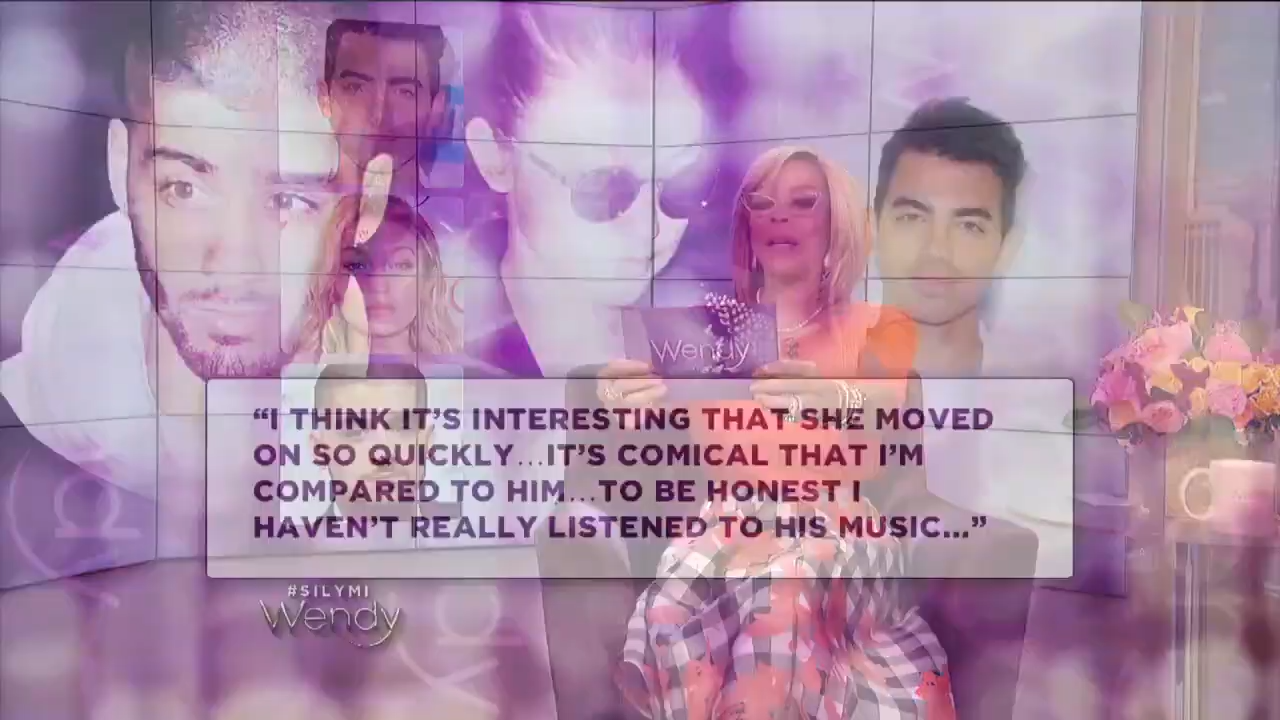 Wendy
“I THINK IT’S INTERESTING THAT SHE MOVED
ON SO QUICKLY...IT’S COMICAL THAT I’M
COMPARED TO HIM...TO BE HONEST I
HAVEN’T REALLY LISTENED TO HIS MUSIC...”
#SILYMI
Wendy